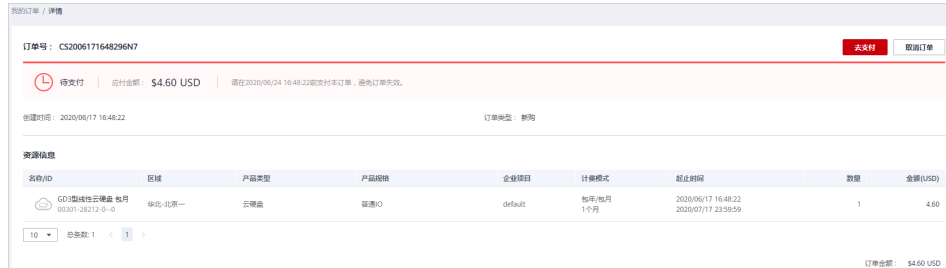 我的订单 / 详情
订单号： CS2006171648296N7
去支付
取消订单
待支付
应付金额： $4.60 USD
请在2020/06/24 16:48:22前支付本订单，避免订单失效。
创建时间： 2020/06/17 16:48:22
订单类型： 新购
资源信息
名称/ID 区域 产品类型 产品规格 企业项目 计费模式 起止时间 数量 金额(USD)
GD3型线性云硬盘 包月
00301-28212-0--0
华北-北京一 云硬盘 普通IO default
包年/包月
1个月
2020/06/17 16:48:22
2020/07/17 23:59:59
1 4.60
10 总条数: 1 < 1 >
订单金额： $4.60 USD